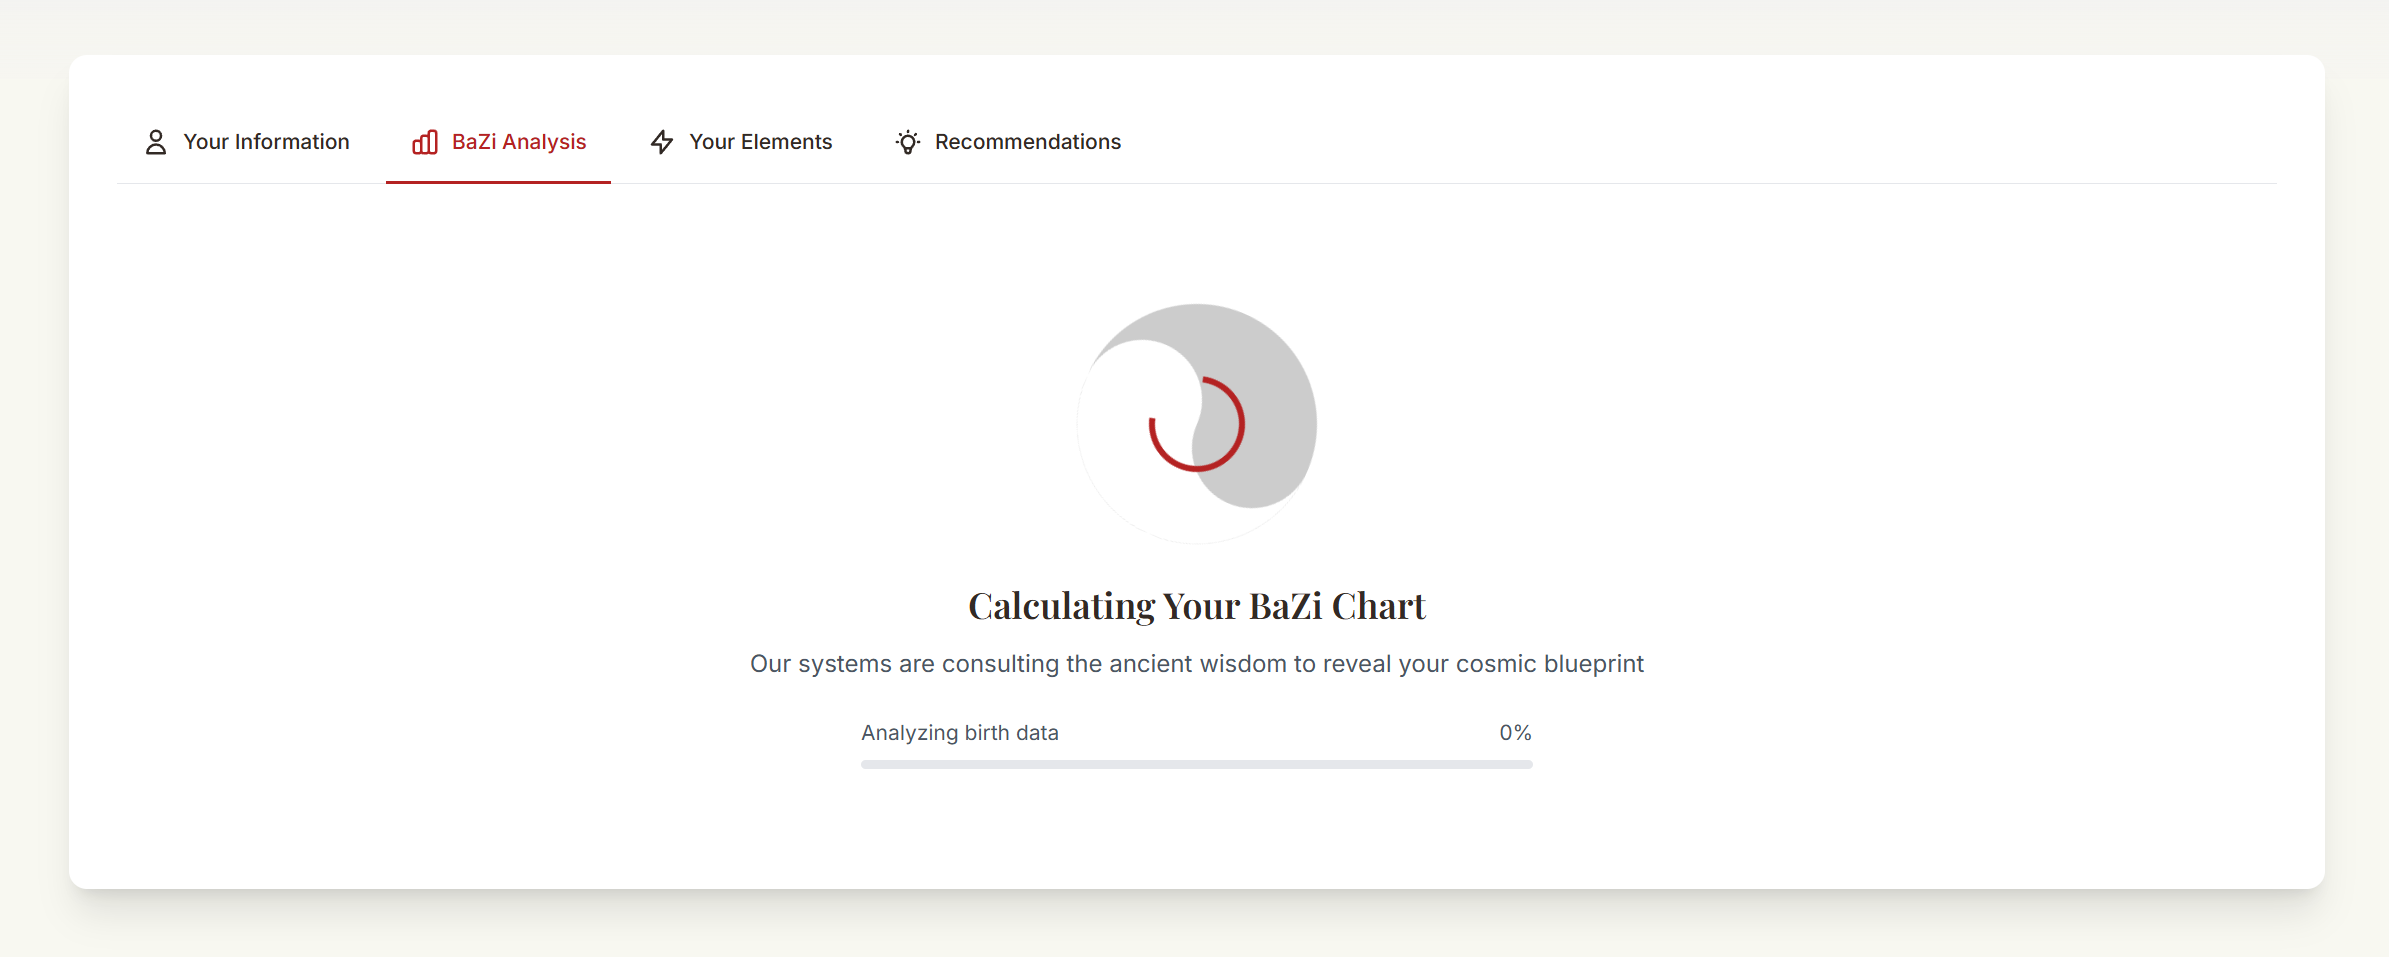 Your Information
BaZi Analysis
Your Elements
Recommendations
Calculating Your BaZi Chart
Our systems are consulting the ancient wisdom to reveal your cosmic blueprint
Analyzing birth data 0%